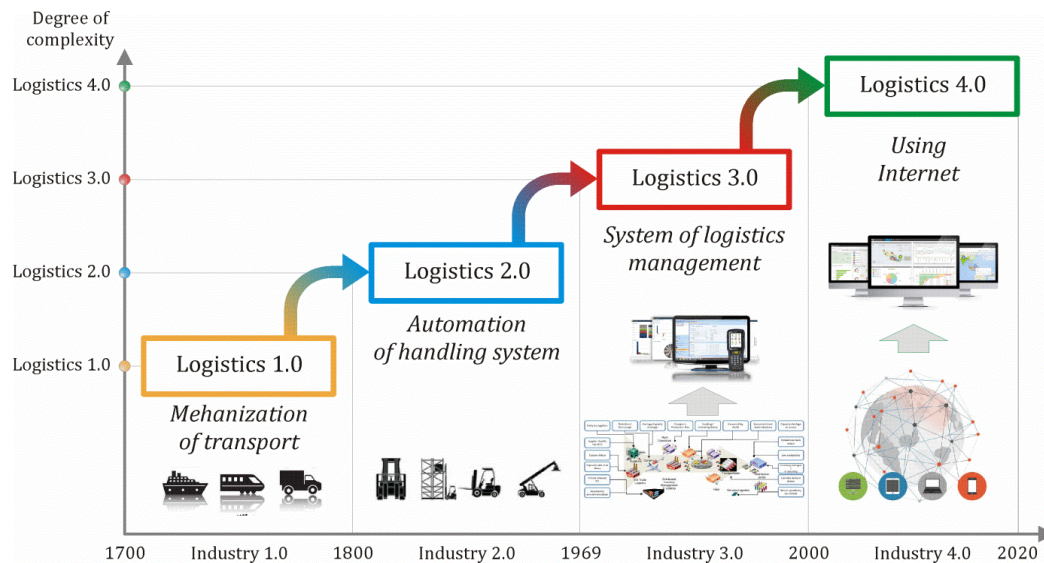 Degree of
complexity
Logistics 4.0
Logistics 3.0
Logistics 2.0
Logistics 1.0
Logistics 4.0
Using
Internet
Logistics 3.0
System of logistics
management
Logistics 2.0
Automation
of handling system
Logistics 1.0
Mehanization
of transport
1700
Industry 1.0
1800
Industry 2.0
1969
Industry 3.0
2000
Industry 4.0
2020